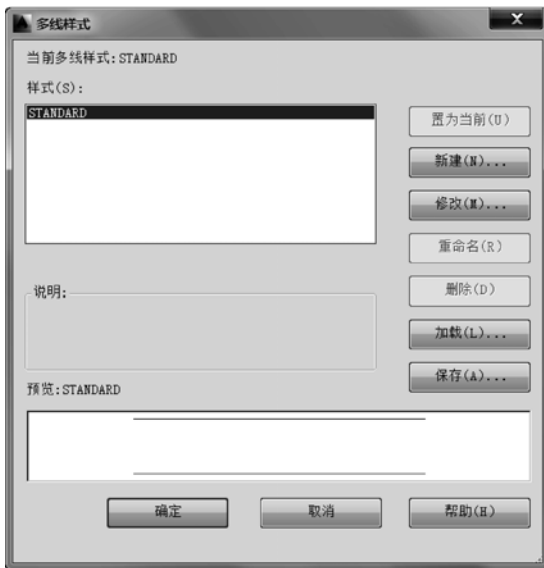 多线样式
当前多线样式:STANDARD
样式(S):
STANDARD
置为当前(U)
新建(N)...
修改(M)...
重命名(R)
说明:
删除(D)
加载(L)...
保存(A)...
预览:STANDARD
确定
取消
帮助(H)